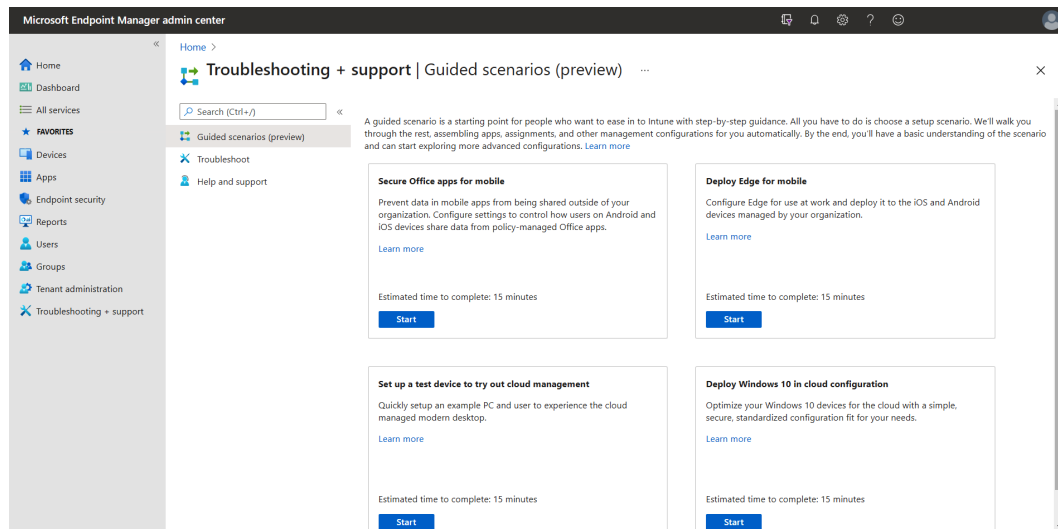 Microsoft Endpoint Manager admin center
Home >
Troubleshooting + support | Guided scenarios (preview) ...
Home
Dashboard
All services
FAVORITES
Devices
Apps
Endpoint security
Reports
Users
Groups
Tenant administration
Troubleshooting + support
Search (Ctrl+/)
Guided scenarios (preview)
Troubleshoot
Help and support
A guided scenario is a starting point for people who want to ease in to Intune with step-by-step guidance. All you have to do is choose a setup scenario. We'll walk you
through the rest, assembling apps, assignments, and other management configurations for you automatically. By the end, you'll have a basic understanding of the scenario
and can start exploring more advanced configurations. Learn more
Secure Office apps for mobile
Prevent data in mobile apps from being shared outside of your
organization. Configure settings to control how users on Android and
iOS devices share data from policy-managed Office apps.
Learn more
Estimated time to complete: 15 minutes
Start
Deploy Edge for mobile
Configure Edge for use at work and deploy it to the iOS and Android
devices managed by your organization.
Learn more
Estimated time to complete: 15 minutes
Start
Set up a test device to try out cloud management
Quickly setup an example PC and user to experience the cloud
managed modern desktop.
Learn more
Estimated time to complete: 15 minutes
Start
Deploy Windows 10 in cloud configuration
Optimize your Windows 10 devices for the cloud with a simple,
secure, standardized configuration fit for your needs.
Learn more
Estimated time to complete: 15 minutes
Start